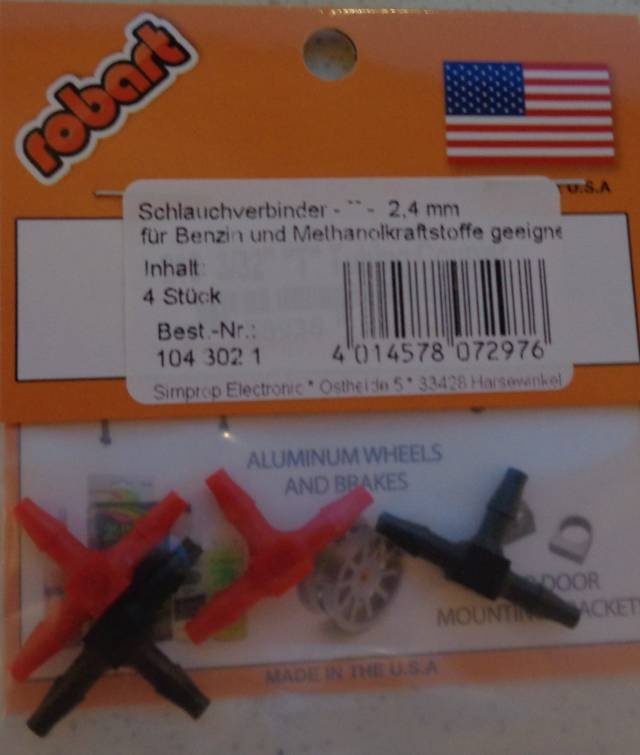 robart
U.S.A
Schlauchverbinder - `` - 2,4 mm
für Benzin und Methanolkraftstoffe geeigne
Inhalt:
4 Stück
Best.-Nr.:
104 302 1
4 014578 072976
Simprop Electronic * Ostheide 5 * 33428 Harsewinkel
ALUMINUM WHEELS
AND BRAKES
DOOR
MOUNTING BRACKET
MADE IN THE U.S.A